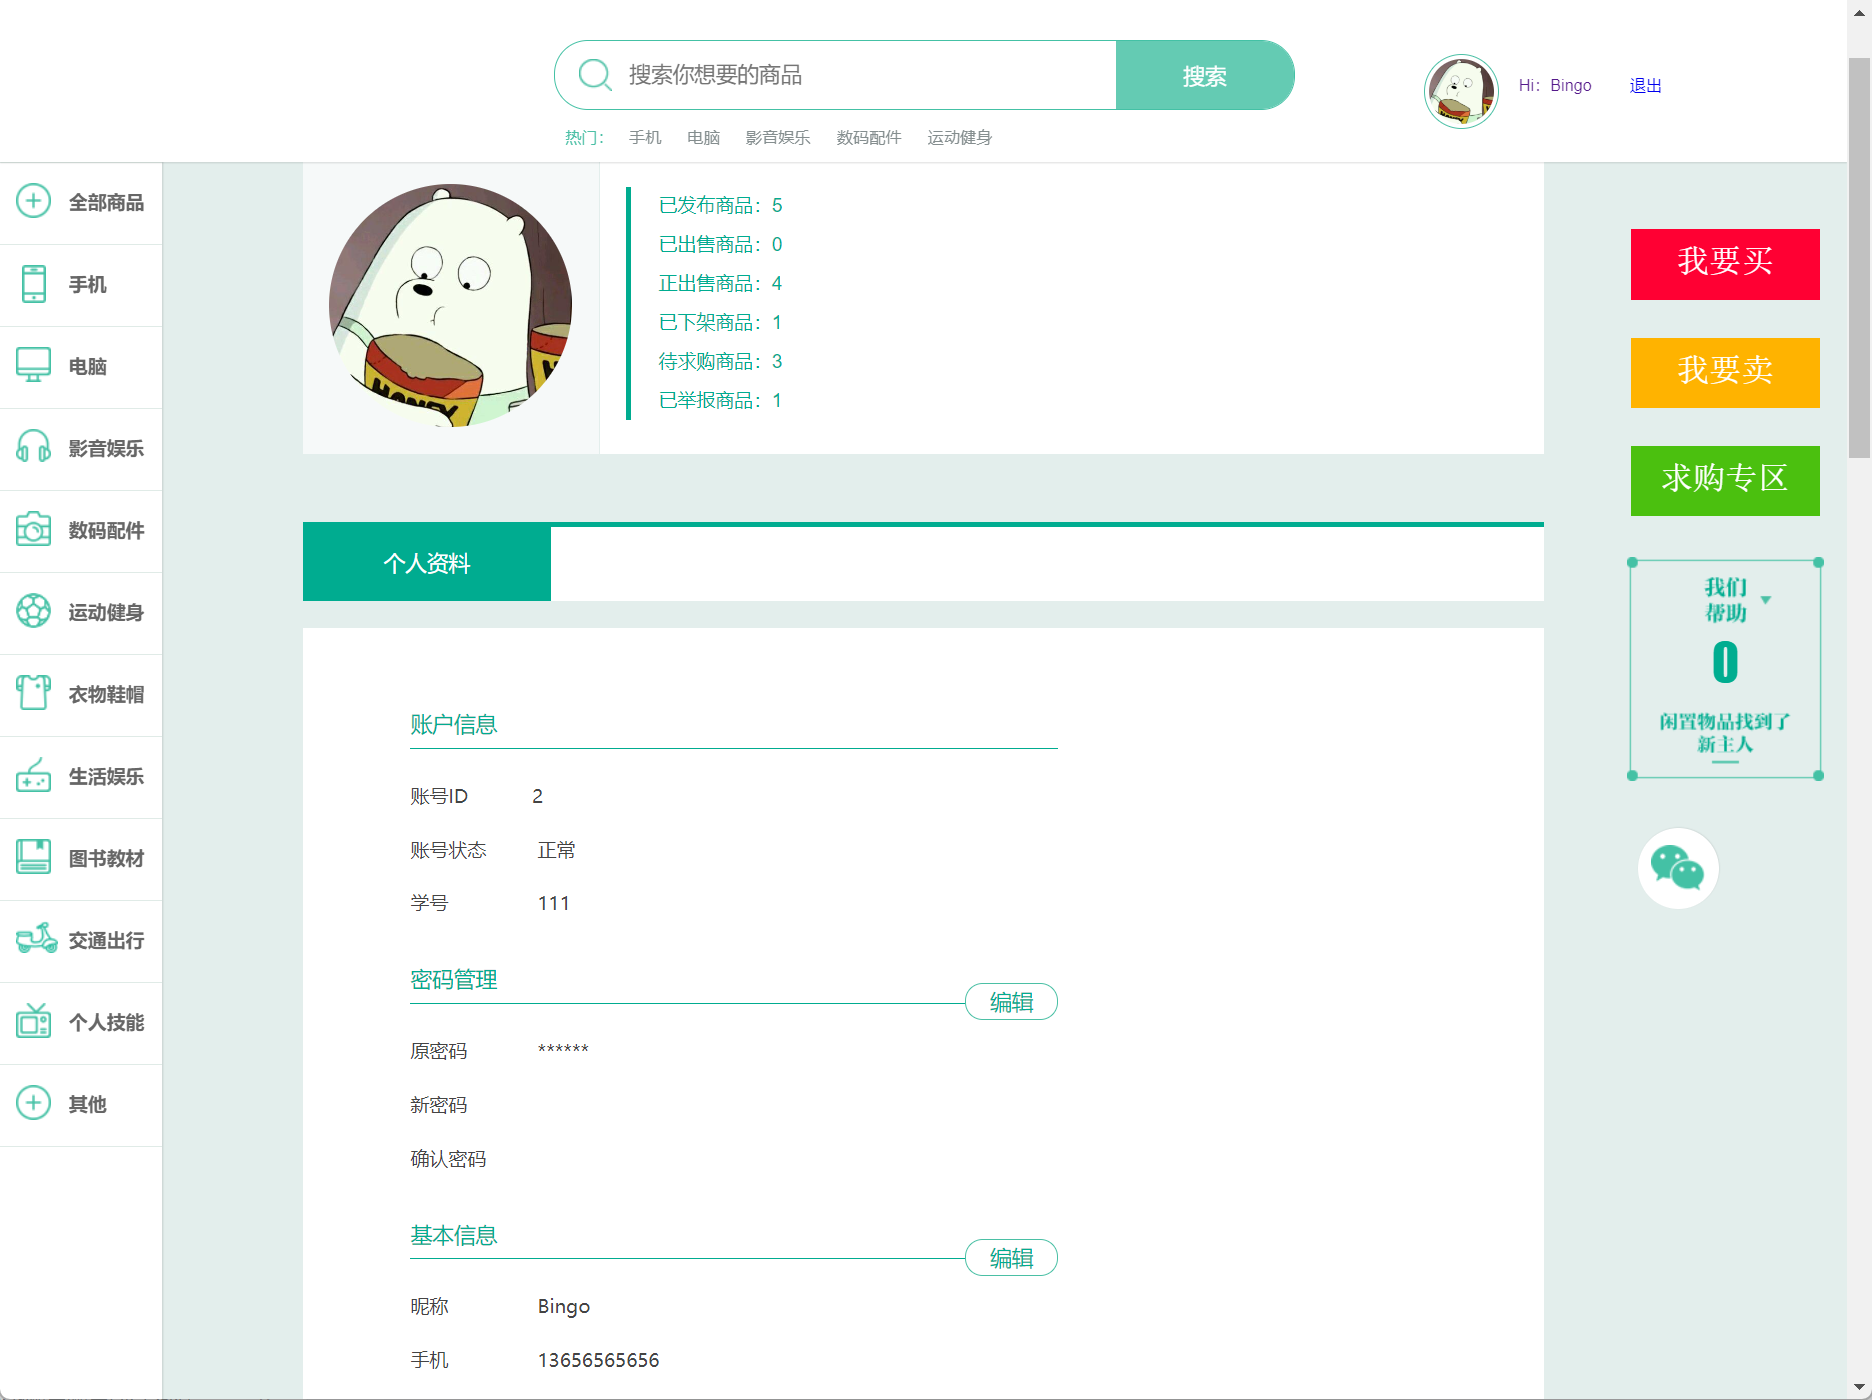 搜索你想要的商品
搜索
Hi：Bingo
退出
热门： 手机 电脑 影音娱乐 数码配件 运动健身
全部商品
手机
电脑
影音娱乐
数码配件
运动健身
衣物鞋帽
生活娱乐
图书教材
交通出行
个人技能
其他
HONEY
H
已发布商品：5
已出售商品：0
正出售商品：4
已下架商品：1
待求购商品：3
已举报商品：1
个人资料
账户信息
账号ID 2
账号状态 正常
学号 111
密码管理
编辑
原密码 ******
新密码
确认密码
基本信息
编辑
昵称 Bingo
手机 13656565656
我要买
我要卖
求购专区
我们
帮助
0
闲置物品找到了
新主人